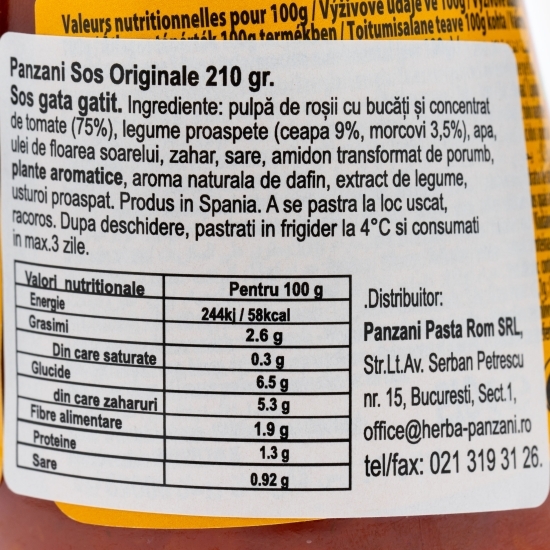 Valeurs nutritionnelles pour 100g / Výživové údaje ve 100g /
100g termékben / Toitumisalane teave 100g kohta
Panzani Sos Originale 210 gr.
Sos gata gatit. Ingrediente: pulpă de roșii cu bucăți și concentrat
de tomate (75%), legume proaspete (ceapa 9%, morcovi 3,5%), apa,
ulei de floarea soarelui, zahar, sare, amidon transformat de porumb,
plante aromatice, aroma naturala de dafin, extract de legume,
usturoi proaspat. Produs in Spania. A se pastra la loc uscat,
racoros. Dupa deschidere, pastrati in frigider la 4°C si consumati
in max.3 zile.
Valori nutritionale Pentru 100 g
Energie 244kj / 58kcal
Grasimi 2.6 g
Din care saturate 0.3 g
Glucide 6.5 g
din care zaharuri 5.3 g
Fibre alimentare 1.9 g
Proteine 1.3 g
Sare 0.92 g
.Distribuitor:
Panzani Pasta Rom SRL,
Str.Lt.Av. Serban Petrescu
nr. 15, Bucuresti, Sect.1,
office@herba-panzani.ro
tel/fax: 021 319 31 26.